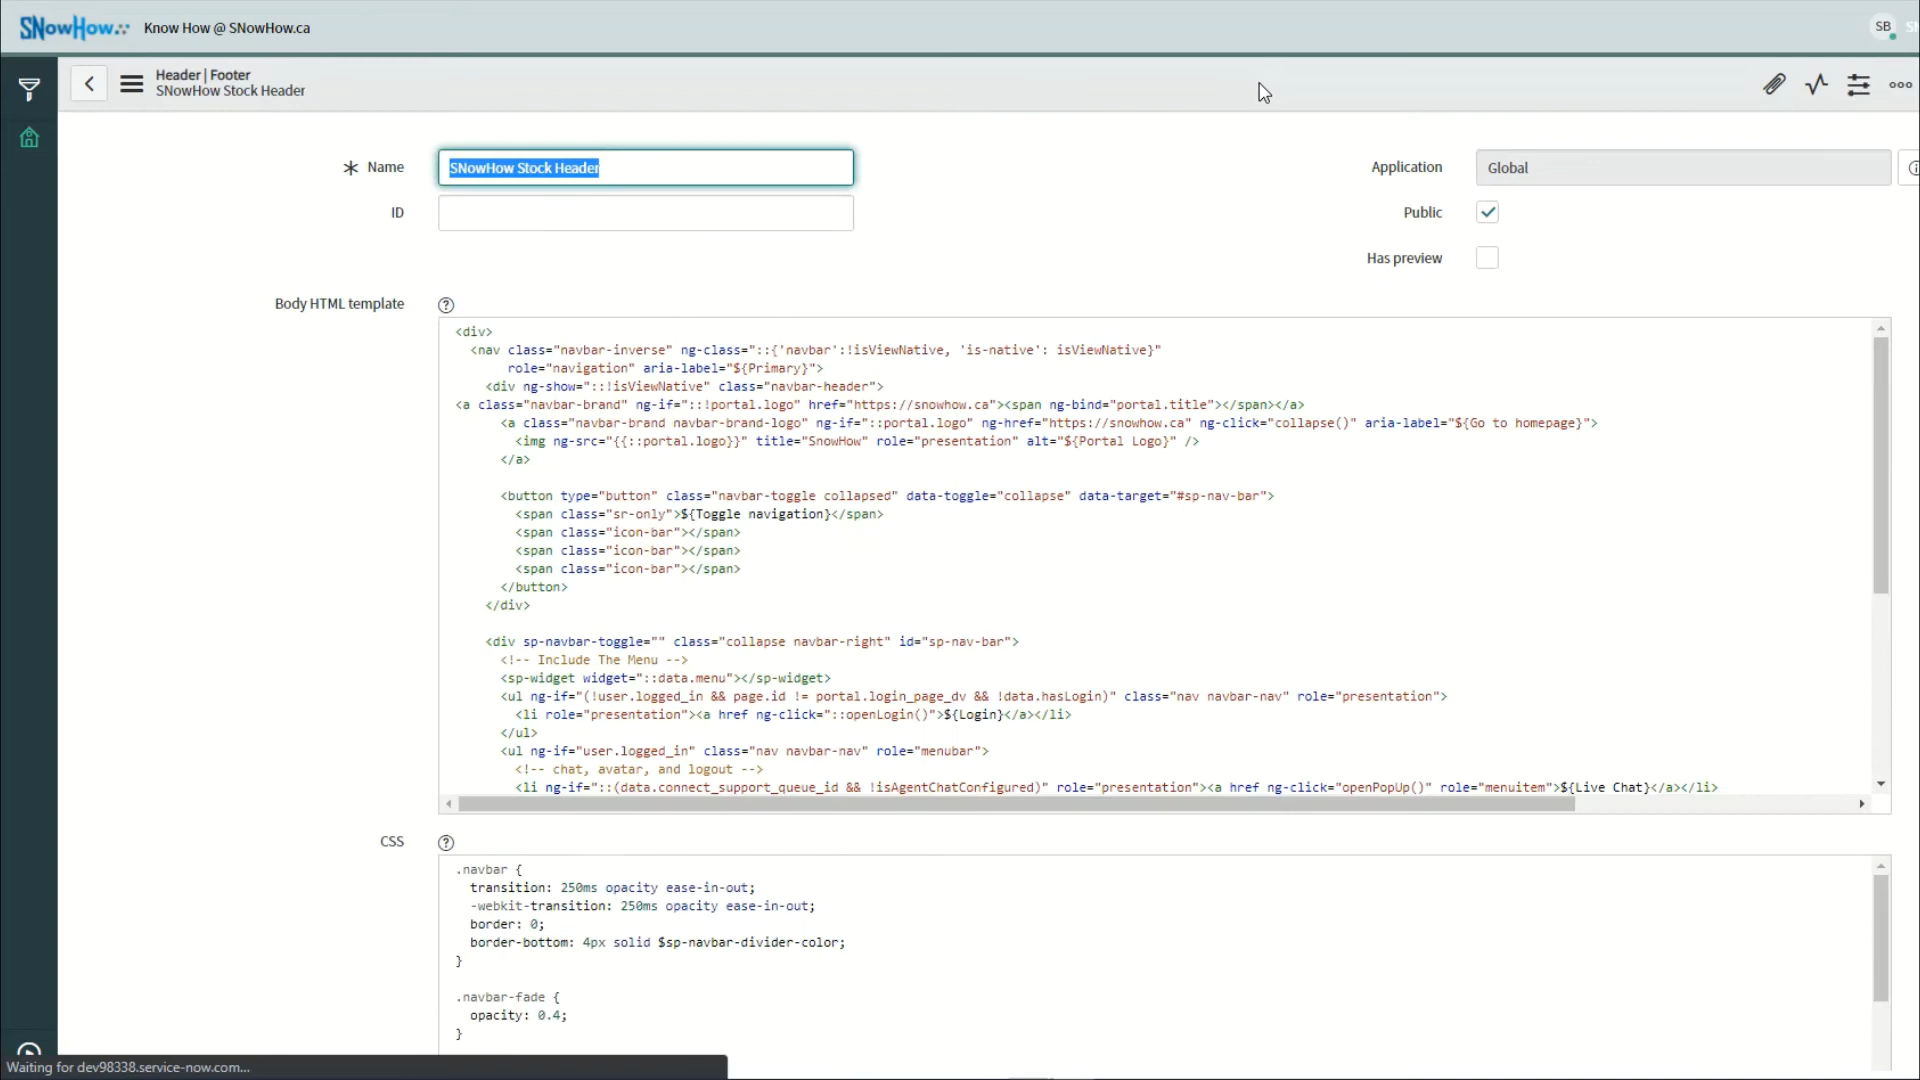 SNowHow
Know How @ SNowHow.ca
SB
Header | Footer
SNowHow Stock Header
Name
SNowHow Stock Header
Application
Global
ID
Public
Has preview
Body HTML template
<div>
<nav class="navbar-inverse" ng-class="::{'navbar':!isViewNative, 'is-native': isViewNative}"
role="navigation" aria-label="${Primary}">
<div ng-show="::!isViewNative" class="navbar-header">
<a class="navbar-brand" ng-if="::!portal.logo" href="https://snowhow.ca"><span ng-bind="portal.title"></span></a>
<a class="navbar-brand navbar-brand-logo" ng-if="::portal.logo" ng-href="https://snowhow.ca" ng-click="collapse()" aria-label="${Go to homepage}">
<img ng-src="{{::portal.logo}}" title="SnowHow" role="presentation" alt="${Portal Logo}" />
</a>
<button type="button" class="navbar-toggle collapsed" data-toggle="collapse" data-target="#sp-nav-bar">
<span class="sr-only">${Toggle navigation}</span>
<span class="icon-bar"></span>
<span class="icon-bar"></span>
<span class="icon-bar"></span>
</button>
</div>
<div sp-navbar-toggle="" class="collapse navbar-right" id="sp-nav-bar">
<!-- Include The Menu -->
<sp-widget widget="::data.menu"></sp-widget>
<ul ng-if="(!user.logged_in && page.id != portal.login_page_dv && !data.hasLogin)" class="nav navbar-nav" role="presentation">
<li role="presentation"><a href ng-click="::openLogin()">${Login}</a></li>
</ul>
<ul ng-if="user.logged_in" class="nav navbar-nav" role="menubar">
<!-- chat, avatar, and logout -->
<li ng-if="::(data.connect_support_queue_id && !isAgentChatConfigured)" role="presentation"><a href ng-click="openPopUp()" role="menuitem">${Live Chat}</a></li>
CSS
.navbar {
transition: 250ms opacity ease-in-out;
-webkit-transition: 250ms opacity ease-in-out;
border: 0;
border-bottom: 4px solid $sp-navbar-divider-color;
}
.navbar-fade {
opacity: 0.4;
}
Waiting for dev98338.service-now.com...